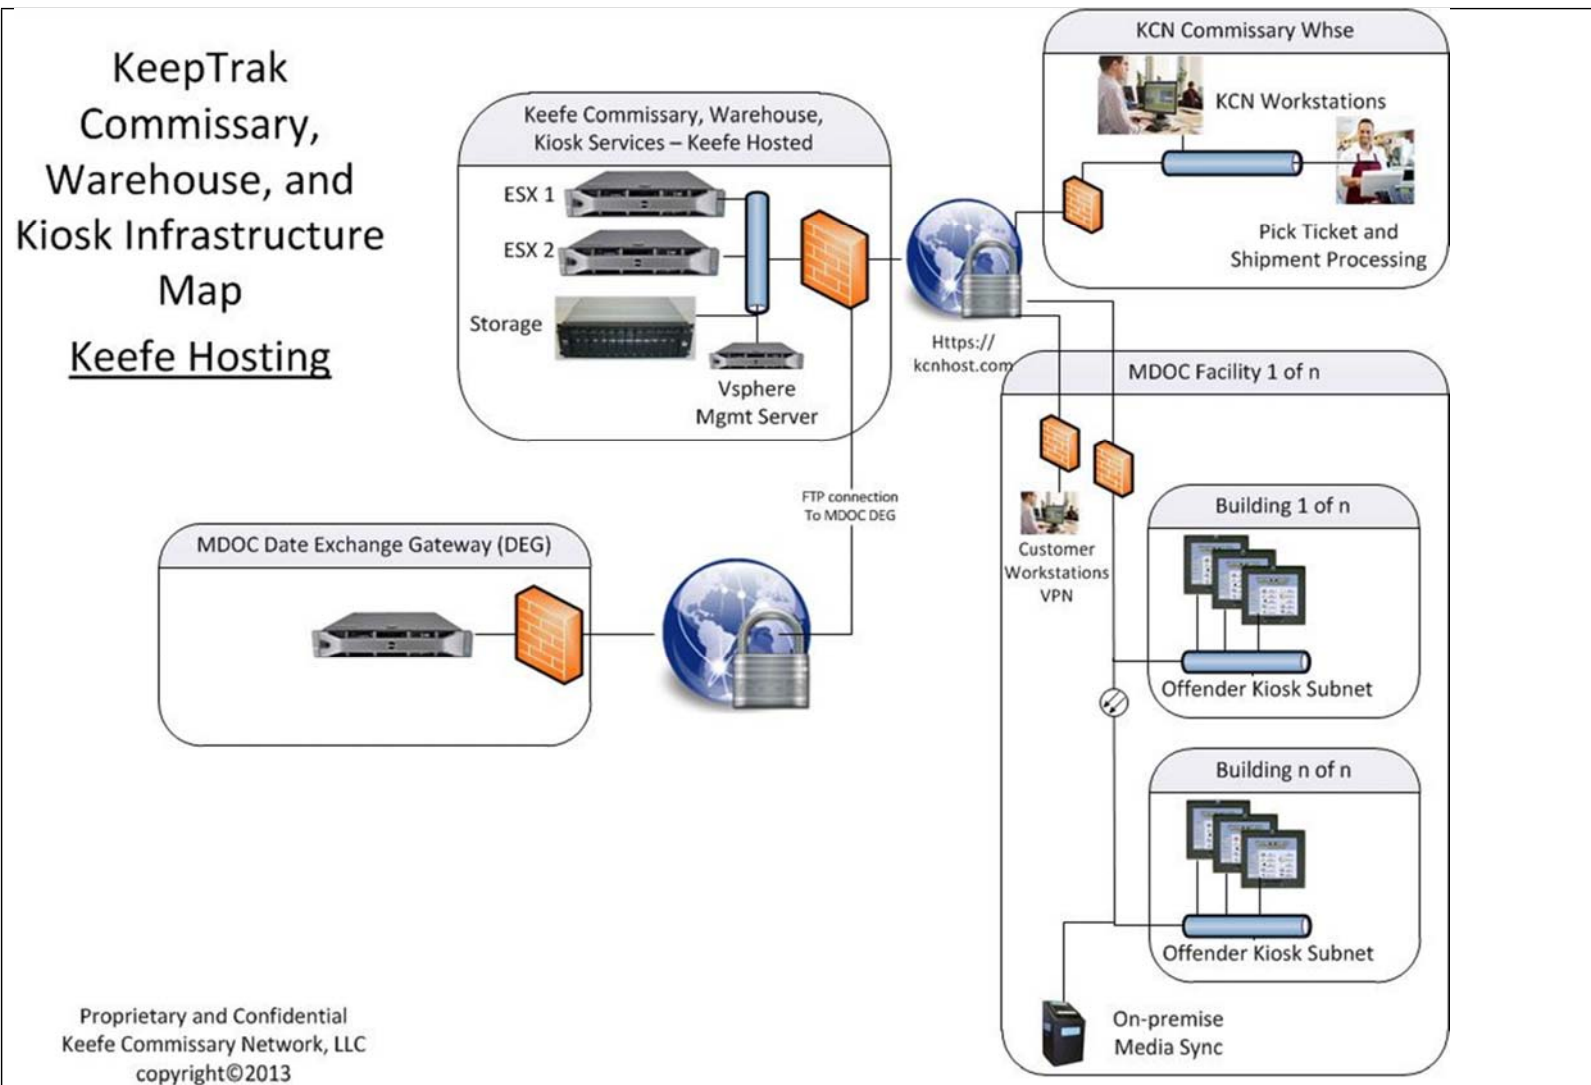 KeepTrak
Commissary,
Warehouse, and
Kiosk Infrastructure
Map
Keefe Hosting
Keefe Commissary, Warehouse,
Kiosk Services – Keefe Hosted
ESX 1
ESX 2
Storage
Vsphere
Mgmt Server
Https://
kcnhost.com
KCN Commissary Whse
KCN Workstations
Pick Ticket and
Shipment Processing
FTP connection
To MDOC DEG
MDOC Date Exchange Gateway (DEG)
MDOC Facility 1 of n
Customer
Workstations
VPN
Building 1 of n
Offender Kiosk Subnet
Building n of n
Offender Kiosk Subnet
On-premise
Media Sync
Proprietary and Confidential
Keefe Commissary Network, LLC
copyright©2013